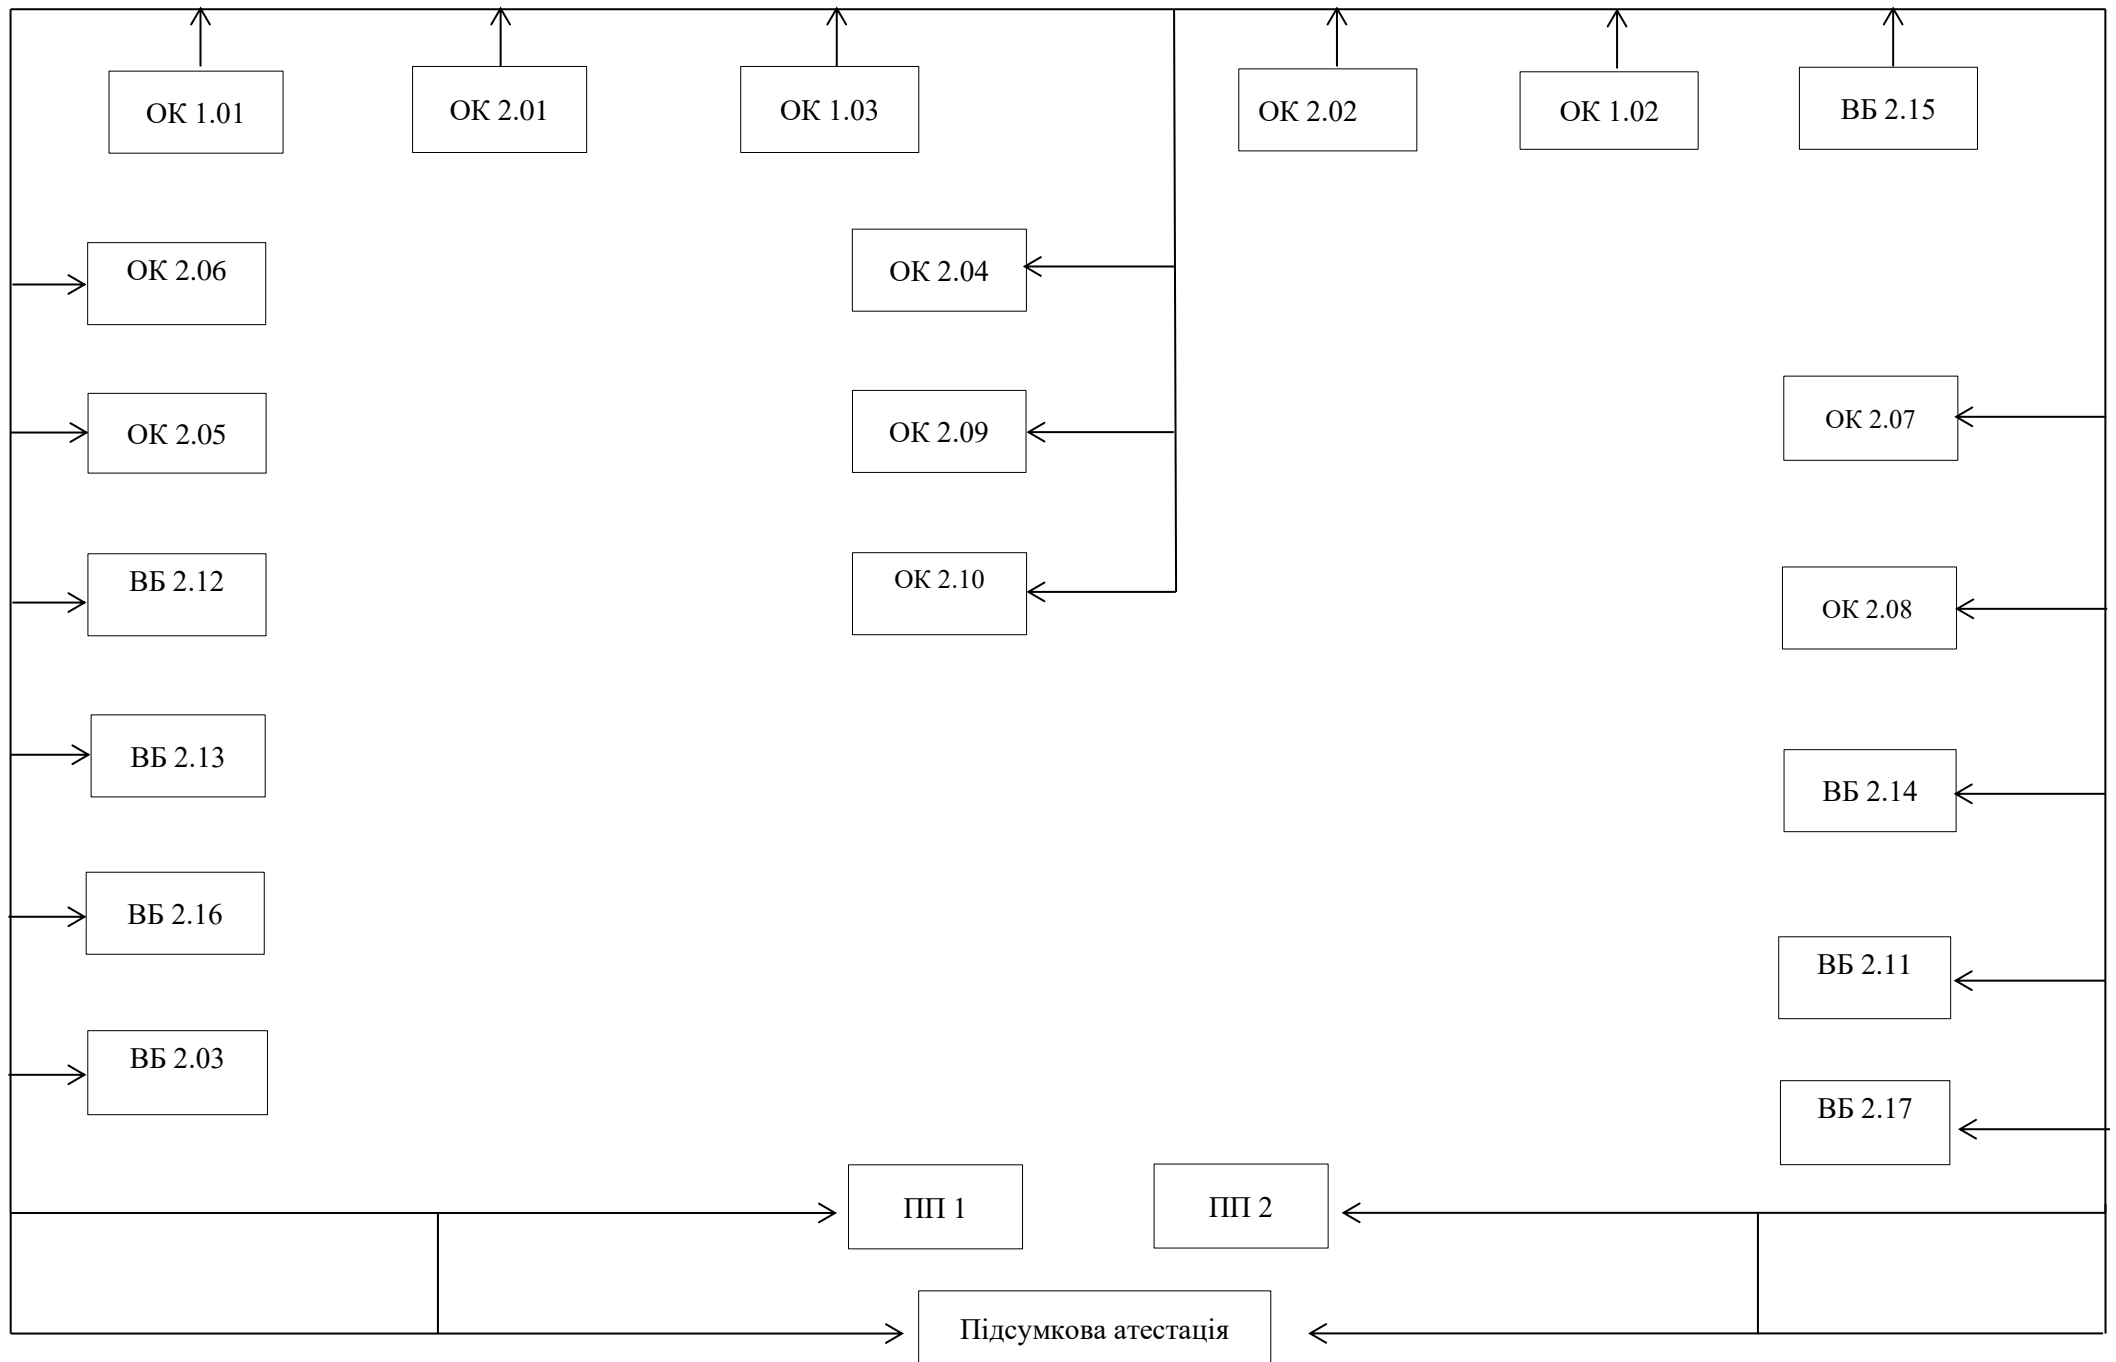 ОК 1.01
ОК 2.01
ОК 1.03
ОК 2.02
ОК 1.02
ВБ 2.15
ОК 2.06
ОК 2.04
ОК 2.05
ОК 2.09
ОК 2.07
ВБ 2.12
ОК 2.10
ОК 2.08
ВБ 2.13
ВБ 2.14
ВБ 2.16
ВБ 2.11
ВБ 2.03
ВБ 2.17
ПП 1
ПП 2
Підсумкова атестація